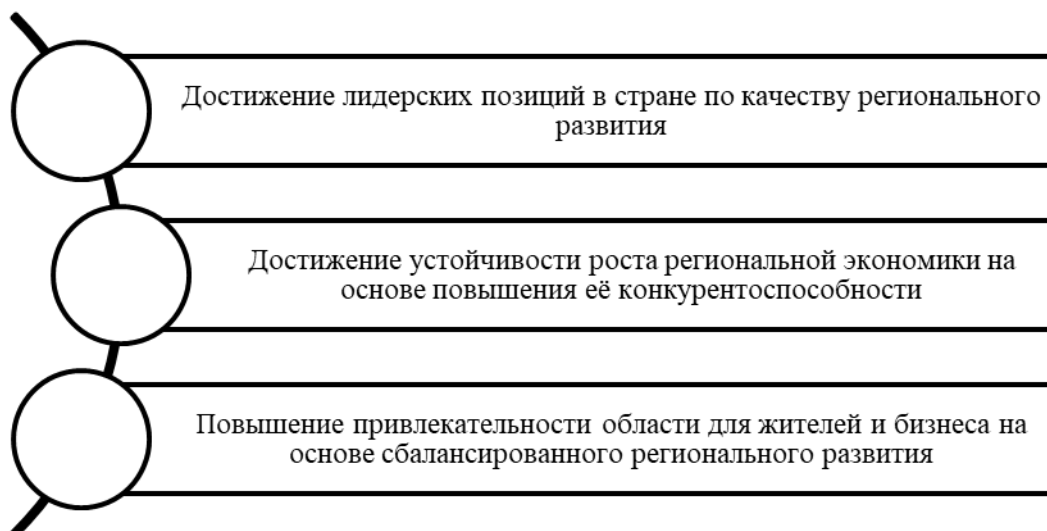 Достижение лидерских позиций в стране по качеству регионального
развития
Достижение устойчивости роста региональной экономики на
основе повышения её конкурентоспособности
Повышение привлекательности области для жителей и бизнеса на
основе сбалансированного регионального развития